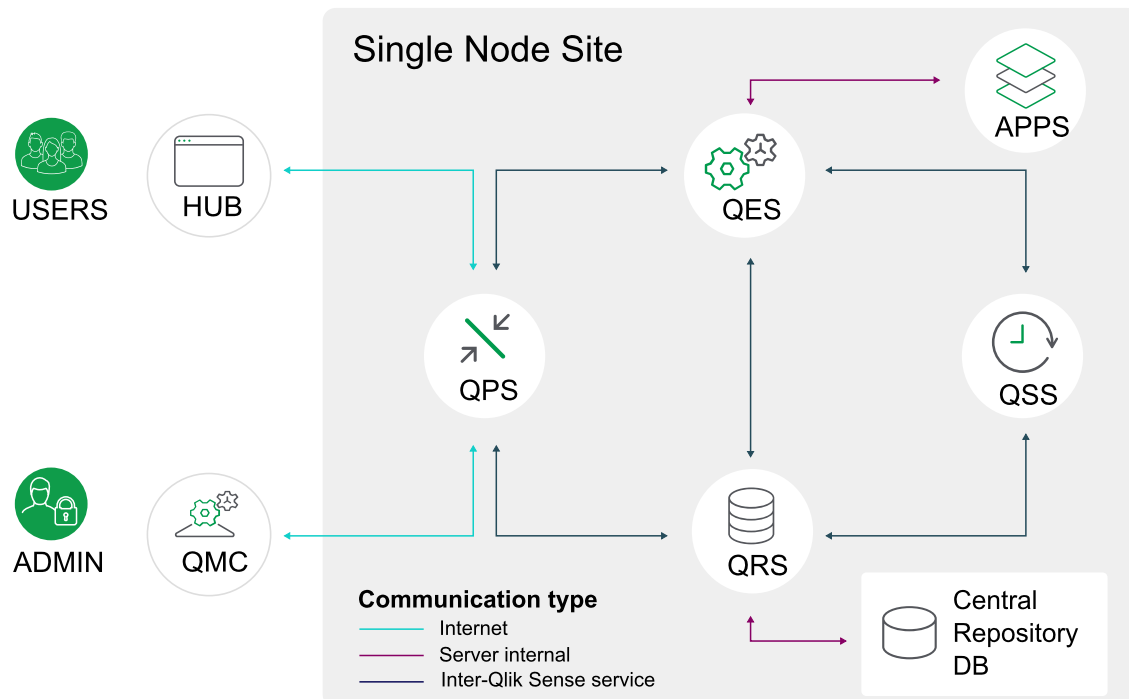 Single Node Site
APPS
USERS
HUB
QES
QPS
QSS
ADMIN
QMC
QRS
Communication type
Internet
Server internal
Inter-Qlik Sense service
Central
Repository
DB